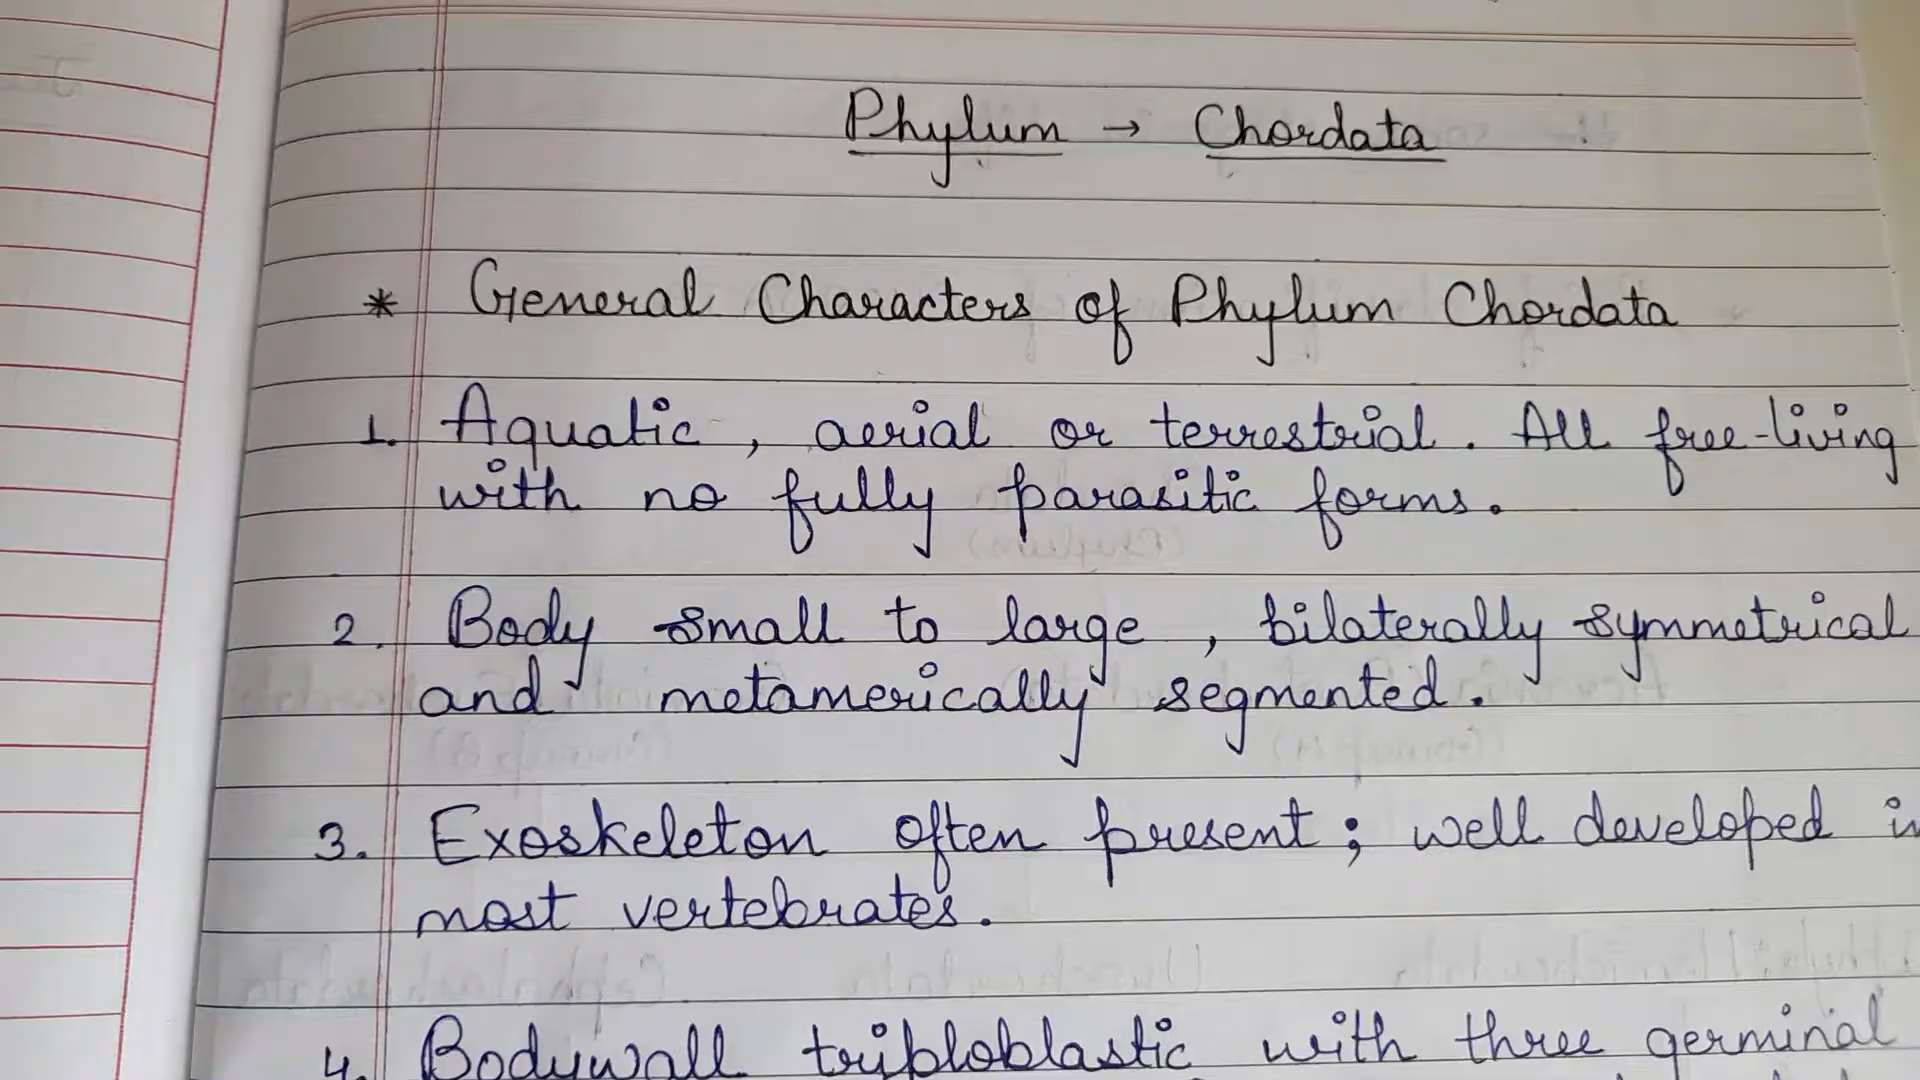 Phylum → Chordata
* General Characters of Phylum Chordata
1. Aquatic, aerial or terrestrial. All free-living
with no fully parasitic forms.
2. Body small to large, bilaterally symmetrical
and metamerically segmented.
3. Exoskeleton often present; well developed in
most vertebrates.
4. Bodywall triploblastic with three germinal